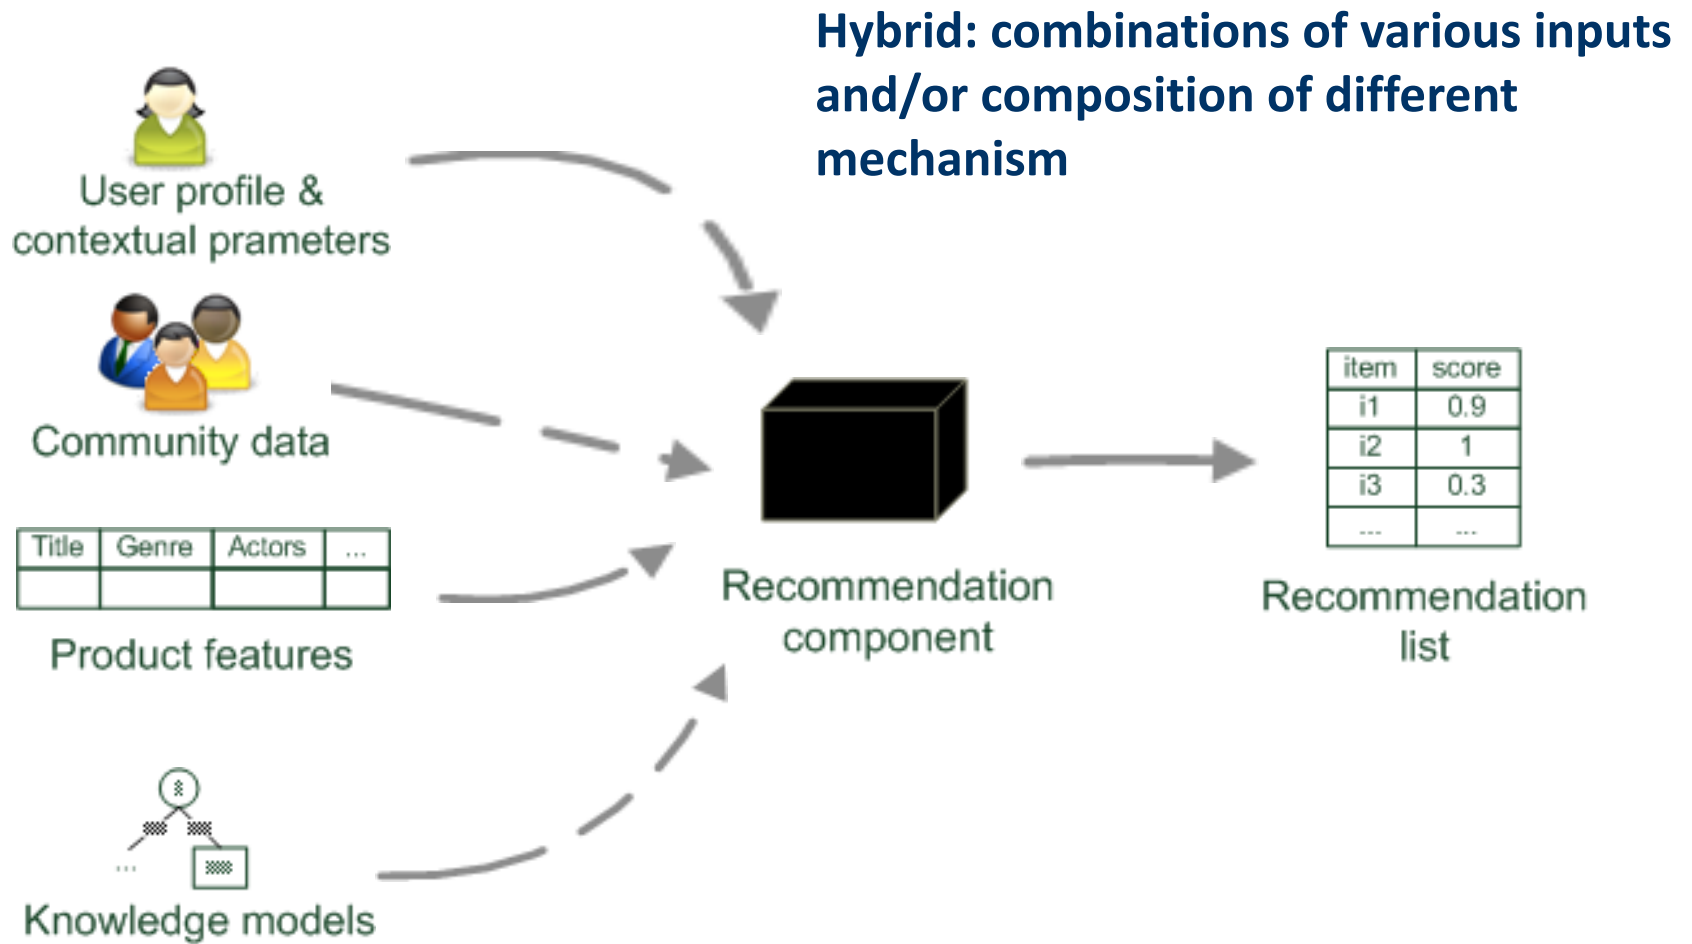 Hybrid: combinations of various inputs
and/or composition of different
mechanism
User profile &
contextual prameters
Community data
Title Genre Actors ...
Product features
...
Knowledge models
Recommendation
component
item score
i1 0.9
i2 1
i3 0.3
... ...
Recommendation
list